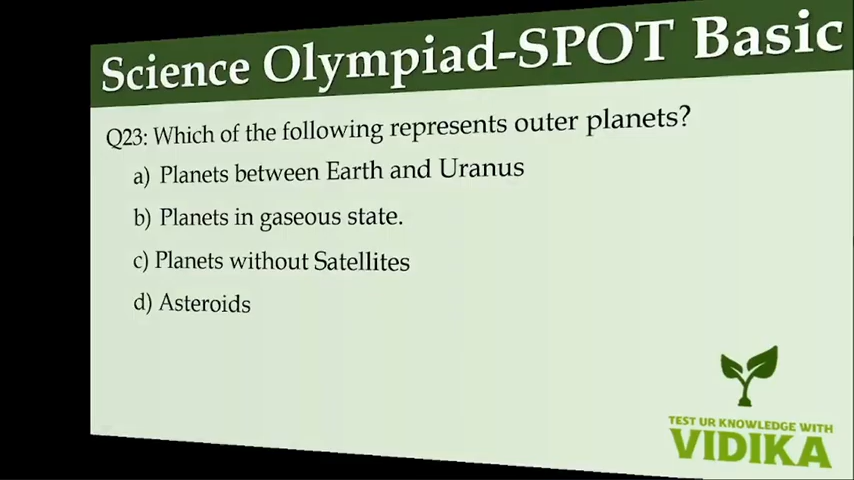 Science Olympiad-SPOT Basic
Q23: Which of the following represents outer planets?
a) Planets between Earth and Uranus
b) Planets in gaseous state.
c) Planets without Satellites
d) Asteroids
TEST UR KNOWLEDGE WITH
VIDIKA